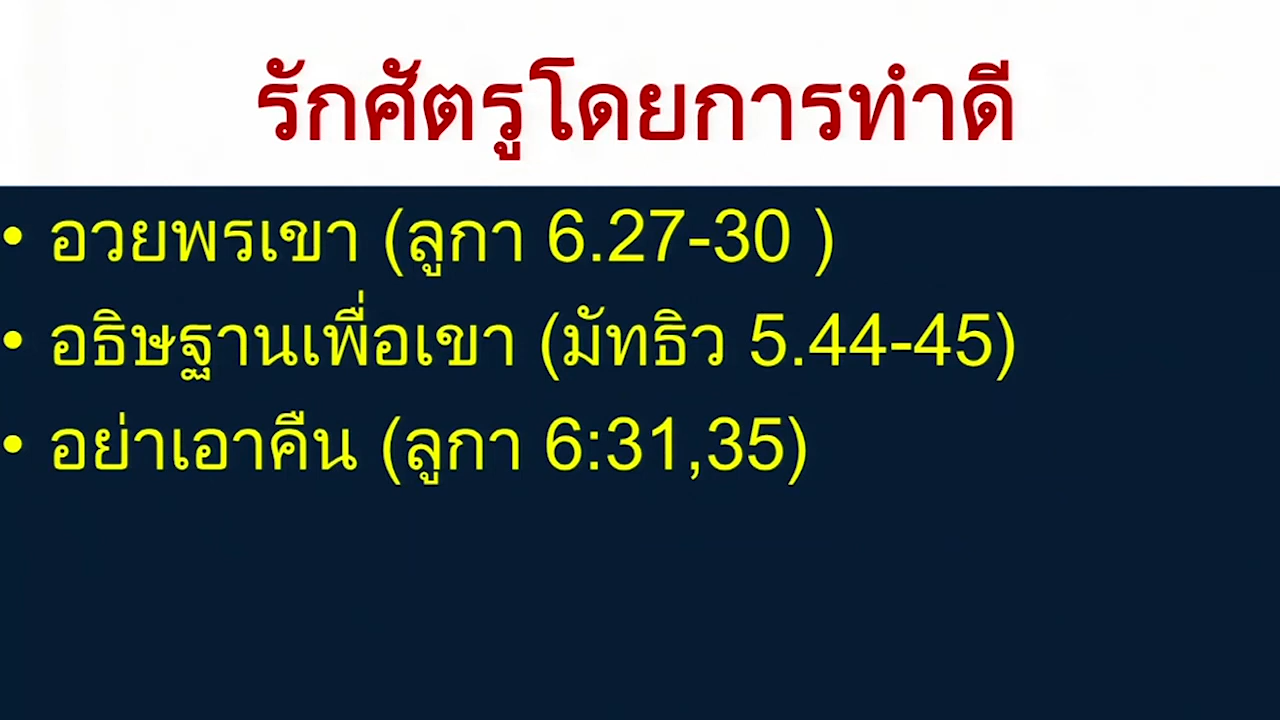 รักศัตรูโดยการทำดี
• อวยพรเขา (ลูกา 6.27-30 )
• อธิษฐานเพื่อเขา (มัทธิว 5.44-45)
• อย่าเอาคืน (ลูกา 6:31,35)